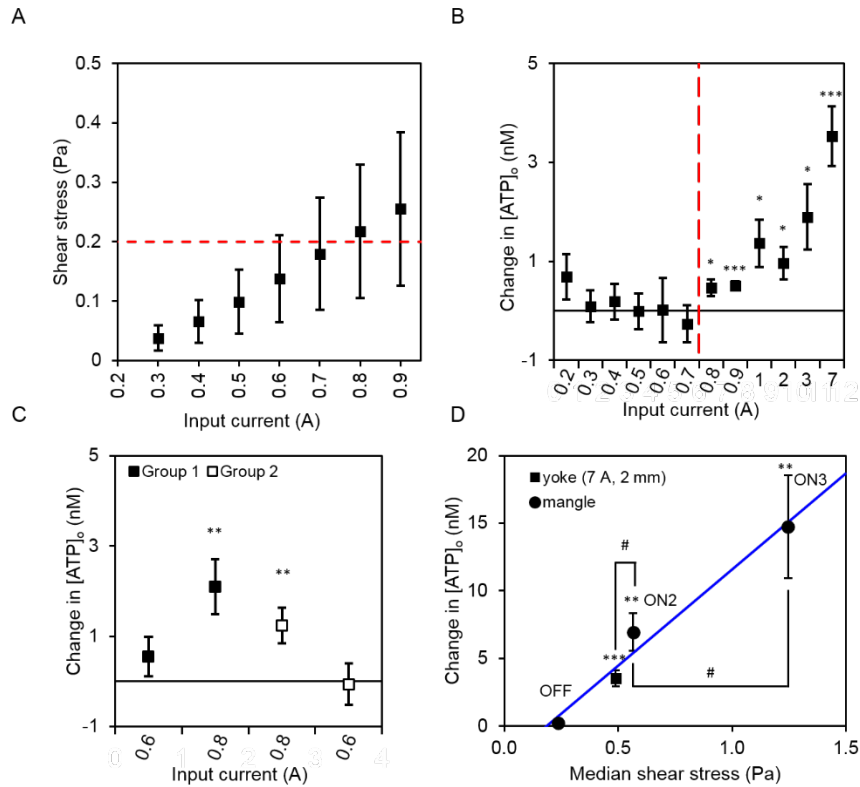 A
Shear stress (Pa)
0.5
0.4
0.3
0.2
0.1
0
0.2 0.3 0.4 0.5 0.6 0.7 0.8 0.9
Input current (A)
B
Change in [ATP]ₒ (nM)
5
3
1
-1
* *** * * * ***
0.2 0.3 0.4 0.5 0.6 0.7 0.8 0.9 1 2 3 7
Input current (A)
C
Change in [ATP]ₒ (nM)
5
3
1
-1
Group 1 Group 2
** **
0.6 0.8 0.8 0.6
0 1 2 3 4
Input current (A)
D
Change in [ATP]ₒ (nM)
20
15
10
5
0
yoke (7 A, 2 mm)
mangle
**
ON3
#
** ON2
***
#
OFF
0.0 0.5 1.0 1.5
Median shear stress (Pa)